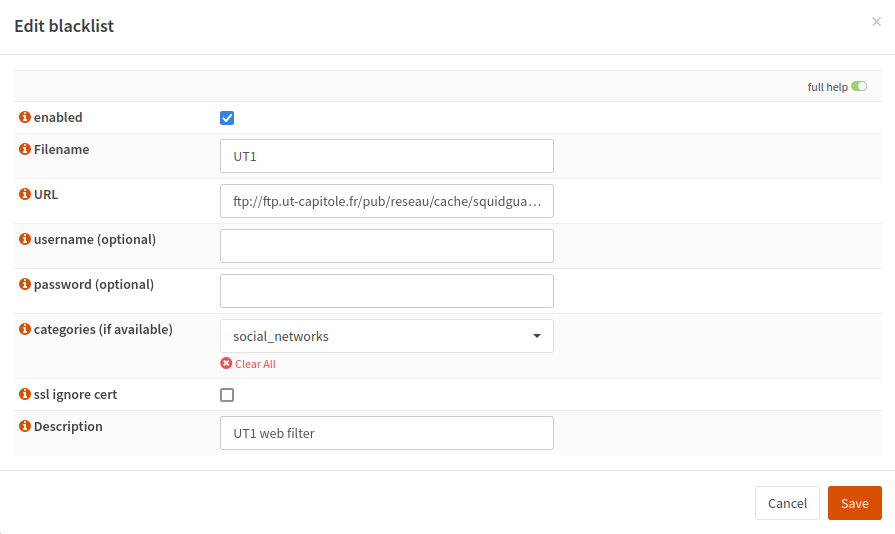 Edit blacklist
×
full help
enabled
Filename
UT1
URL
ftp://ftp.ut-capitole.fr/pub/reseau/cache/squidgua...
username (optional)
password (optional)
categories (if available)
social_networks
Clear All
ssl ignore cert
Description
UT1 web filter
Cancel
Save